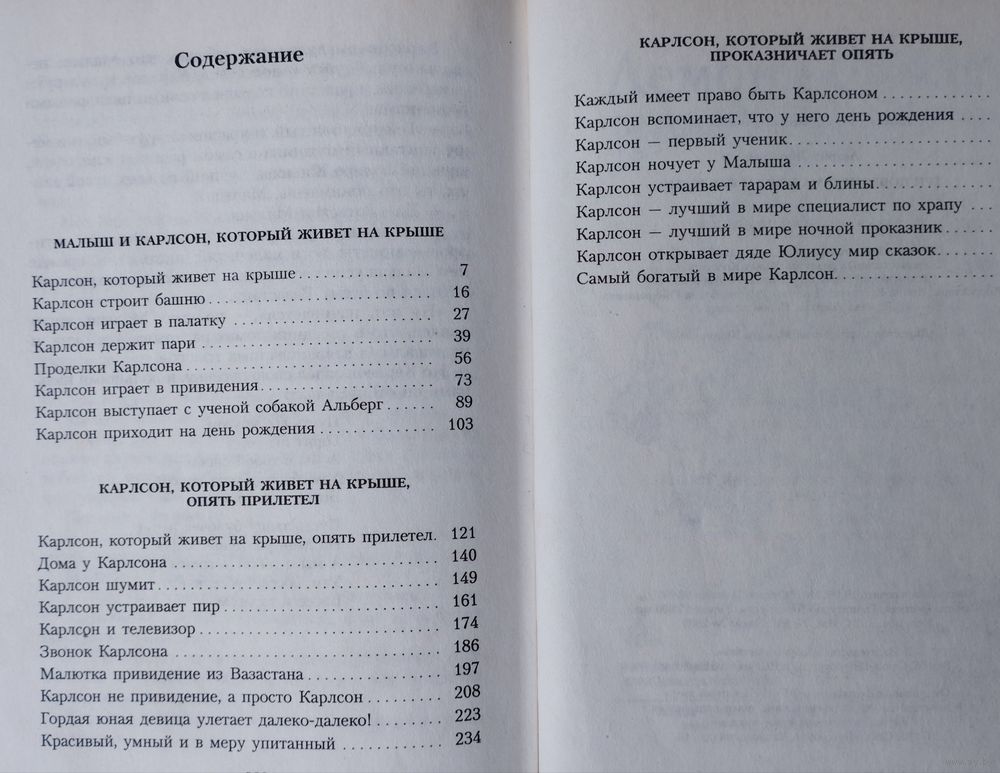 Содержание
МАЛЫШ И КАРЛСОН, КОТОРЫЙ ЖИВЕТ НА КРЫШЕ
Карлсон, который живет на крыше . . . . . . . . . . . . . 7
Карлсон строит башню . . . . . . . . . . . . . . . . . . . . . 16
Карлсон играет в палатку . . . . . . . . . . . . . . . . . . . 27
Карлсон держит пари . . . . . . . . . . . . . . . . . . . . . . 39
Проделки Карлсона . . . . . . . . . . . . . . . . . . . . . . . 56
Карлсон играет в привидения . . . . . . . . . . . . . . . . 73
Карлсон выступает с ученой собакой Альберг . . . . . . 89
Карлсон приходит на день рождения . . . . . . . . . . . . 103
КАРЛСОН, КОТОРЫЙ ЖИВЕТ НА КРЫШЕ,
ОПЯТЬ ПРИЛЕТЕЛ
Карлсон, который живет на крыше, опять прилетел. 121
Дома у Карлсона . . . . . . . . . . . . . . . . . . . . . . . . . 140
Карлсон шумит . . . . . . . . . . . . . . . . . . . . . . . . . . 149
Карлсон устраивает пир . . . . . . . . . . . . . . . . . . . . 161
Карлсон и телевизор . . . . . . . . . . . . . . . . . . . . . . 174
Звонок Карлсона . . . . . . . . . . . . . . . . . . . . . . . . . 186
Малютка привидение из Вазастана . . . . . . . . . . . . . 197
Карлсон не привидение, а просто Карлсон . . . . . . . . . 208
Гордая юная девица улетает далеко-далеко! . . . . . . . . 223
Красивый, умный и в меру упитанный . . . . . . . . . . . 234
КАРЛСОН, КОТОРЫЙ ЖИВЕТ НА КРЫШЕ,
ПРОКАЗНИЧАЕТ ОПЯТЬ
Каждый имеет право быть Карлсоном . . . . . . . . . . . .
Карлсон вспоминает, что у него день рождения . . . .
Карлсон — первый ученик . . . . . . . . . . . . . . . . . . . .
Карлсон ночует у Малыша . . . . . . . . . . . . . . . . . . . .
Карлсон устраивает тарарам и блины . . . . . . . . . . . .
Карлсон — лучший в мире специалист по храпу . . .
Карлсон — лучший в мире ночной проказник . . . . . .
Карлсон открывает дяде Юлиусу мир сказок . . . . . . .
Самый богатый в мире Карлсон . . . . . . . . . . . . . . . .